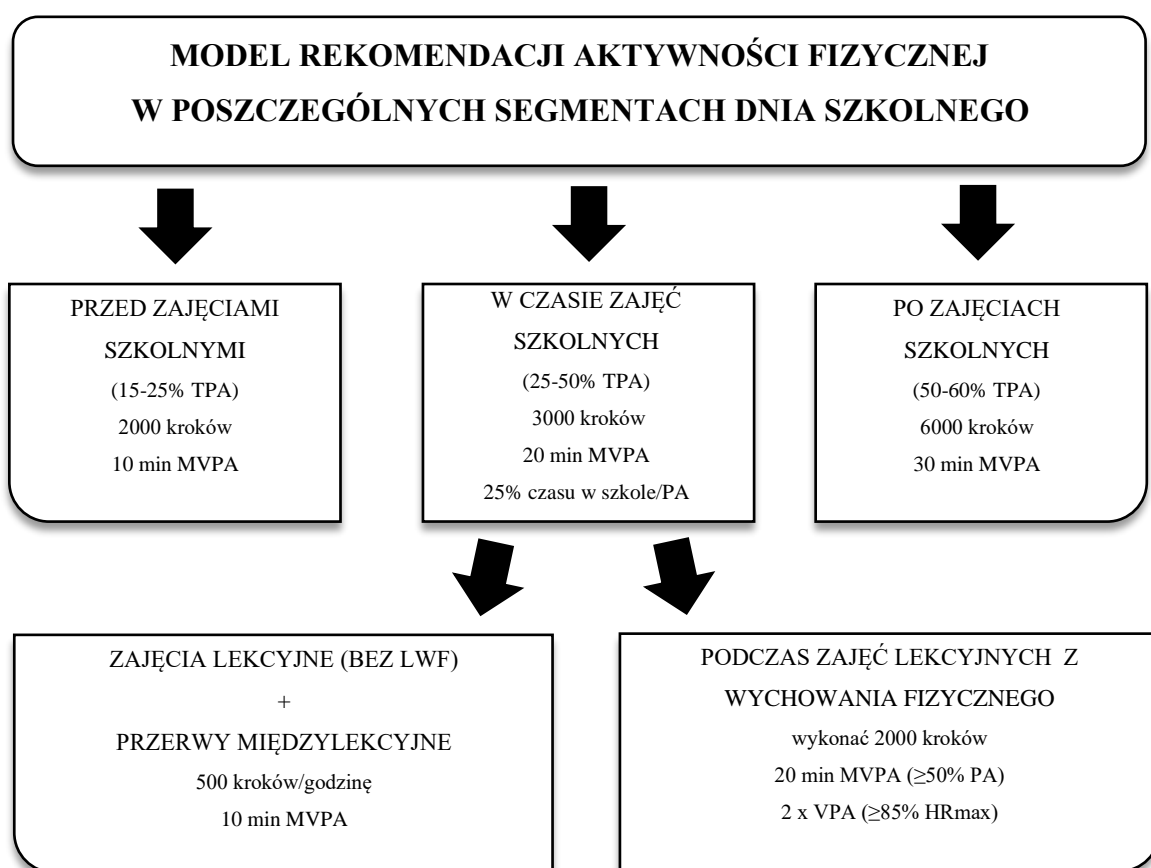 MODEL REKOMENDACJI AKTYWNOŚCI FIZYCZNEJ
W POSZCZEGÓLNYCH SEGMENTACH DNIA SZKOLNEGO
PRZED ZAJĘCIAMI
SZKOLNYMI
(15-25% TPA)
2000 kroków
10 min MVPA
W CZASIE ZAJĘĆ
SZKOLNYCH
(25-50% TPA)
3000 kroków
20 min MVPA
25% czasu w szkole/PA
PO ZAJĘCIACH
SZKOLNYCH
(50-60% TPA)
6000 kroków
30 min MVPA
ZAJĘCIA LEKCYJNE (BEZ LWF)
+
PRZERWY MIĘDZYLEKCYJNE
500 kroków/godzinę
10 min MVPA
PODCZAS ZAJĘĆ LEKCYJNYCH Z
WYCHOWANIA FIZYCZNEGO
wykonać 2000 kroków
20 min MVPA (≥50% PA)
2 x VPA (≥85% HRmax)